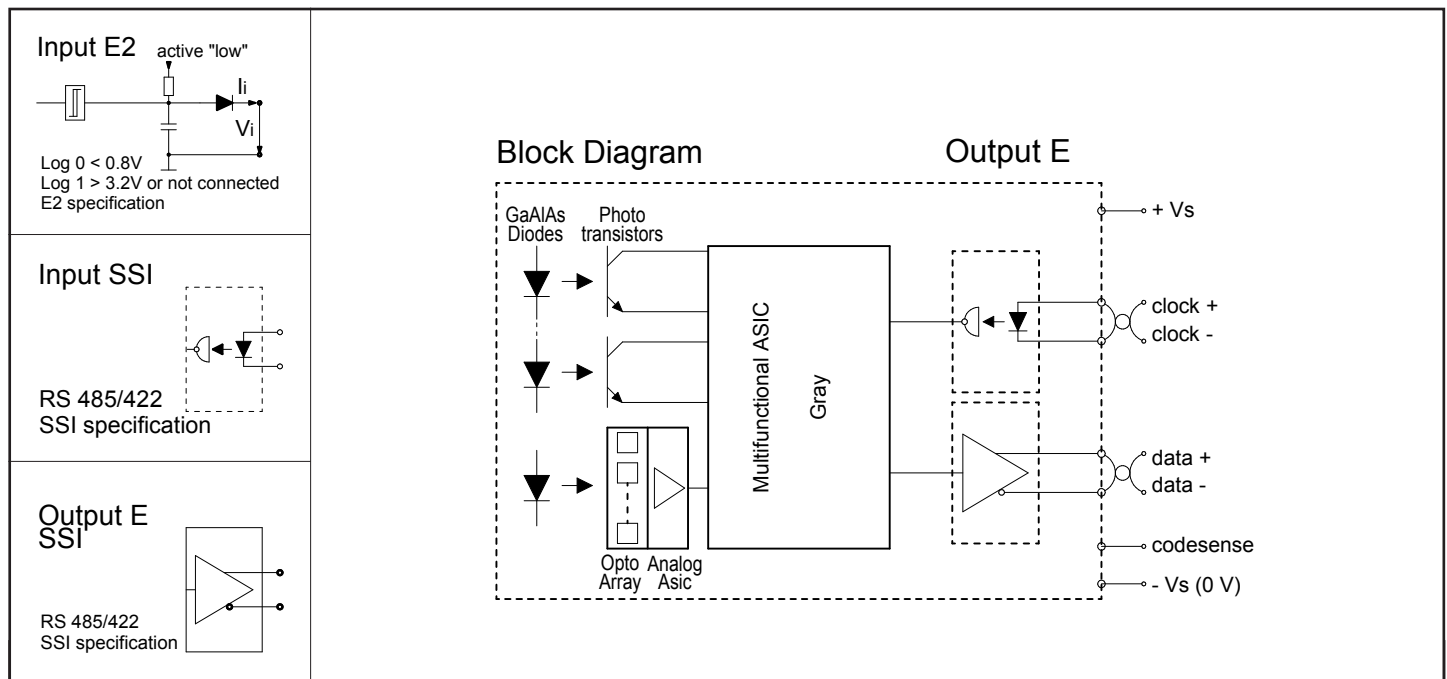 Input E2
active "low"
Ii
Vi
Log 0 < 0.8V
Log 1 > 3.2V or not connected
E2 specification
Input SSI
RS 485/422
SSI specification
Output E
SSI
RS 485/422
SSI specification
Block Diagram
Output E
GaAlAs
Diodes
Photo
transistors
Multifunctional ASIC
Gray
Opto
Array
Analog
Asic
+ Vs
clock +
clock -
data +
data -
codesense
- Vs (0 V)